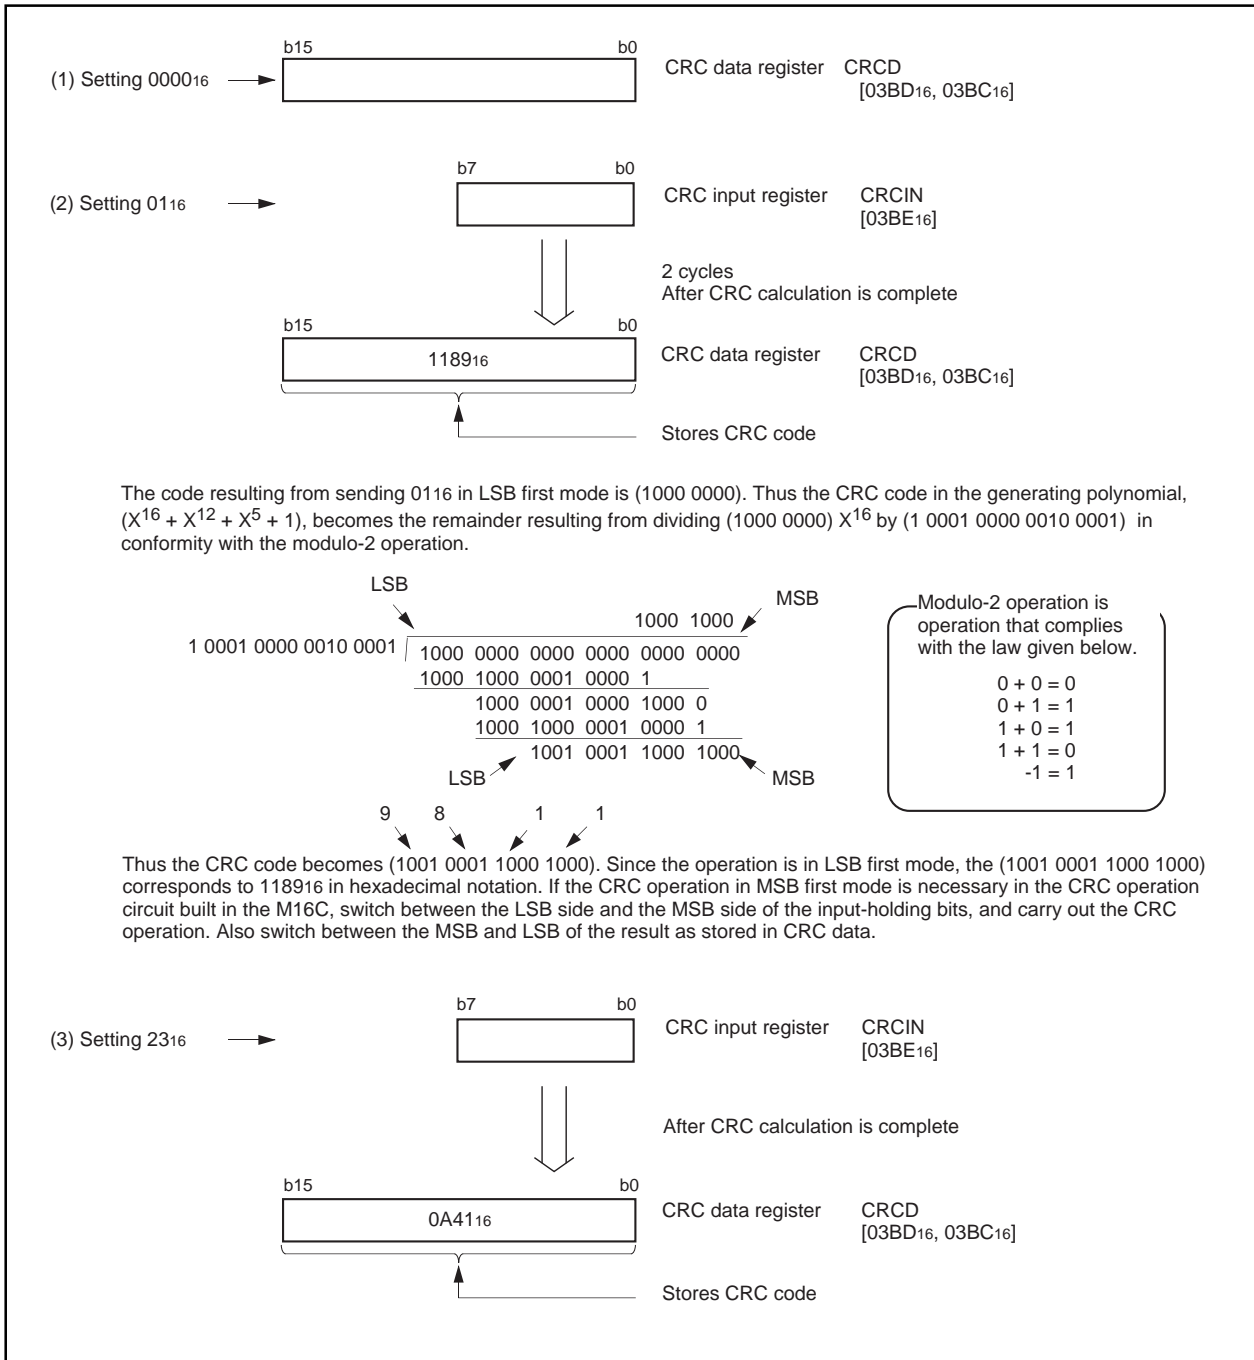 b15 b0
(1) Setting 0000₁₆ CRC data register CRCD
[03BD₁₆, 03BC₁₆]
b7 b0
(2) Setting 01₁₆ CRC input register CRCIN
[03BE₁₆]
2 cycles
After CRC calculation is complete
b15 b0
1189₁₆ CRC data register CRCD
[03BD₁₆, 03BC₁₆]
Stores CRC code
The code resulting from sending 01₁₆ in LSB first mode is (1000 0000). Thus the CRC code in the generating polynomial,
(X¹⁶ + X¹² + X⁵ + 1), becomes the remainder resulting from dividing (1000 0000) X¹⁶ by (1 0001 0000 0010 0001) in
conformity with the modulo-2 operation.
LSB
MSB
1000 1000
1 0001 0000 0010 0001
1000 0000 0000 0000 0000 0000
1000 1000 0001 0000 1
1000 0001 0000 1000 0
1000 1000 0001 0000 1
1001 0001 1000 1000
LSB MSB
Modulo-2 operation is
operation that complies
with the law given below.
0 + 0 = 0
0 + 1 = 1
1 + 0 = 1
1 + 1 = 0
-1 = 1
9 8 1 1
Thus the CRC code becomes (1001 0001 1000 1000). Since the operation is in LSB first mode, the (1001 0001 1000 1000)
corresponds to 1189₁₆ in hexadecimal notation. If the CRC operation in MSB first mode is necessary in the CRC operation
circuit built in the M16C, switch between the LSB side and the MSB side of the input-holding bits, and carry out the CRC
operation. Also switch between the MSB and LSB of the result as stored in CRC data.
b7 b0
(3) Setting 23₁₆ CRC input register CRCIN
[03BE₁₆]
After CRC calculation is complete
b15 b0
0A41₁₆ CRC data register CRCD
[03BD₁₆, 03BC₁₆]
Stores CRC code